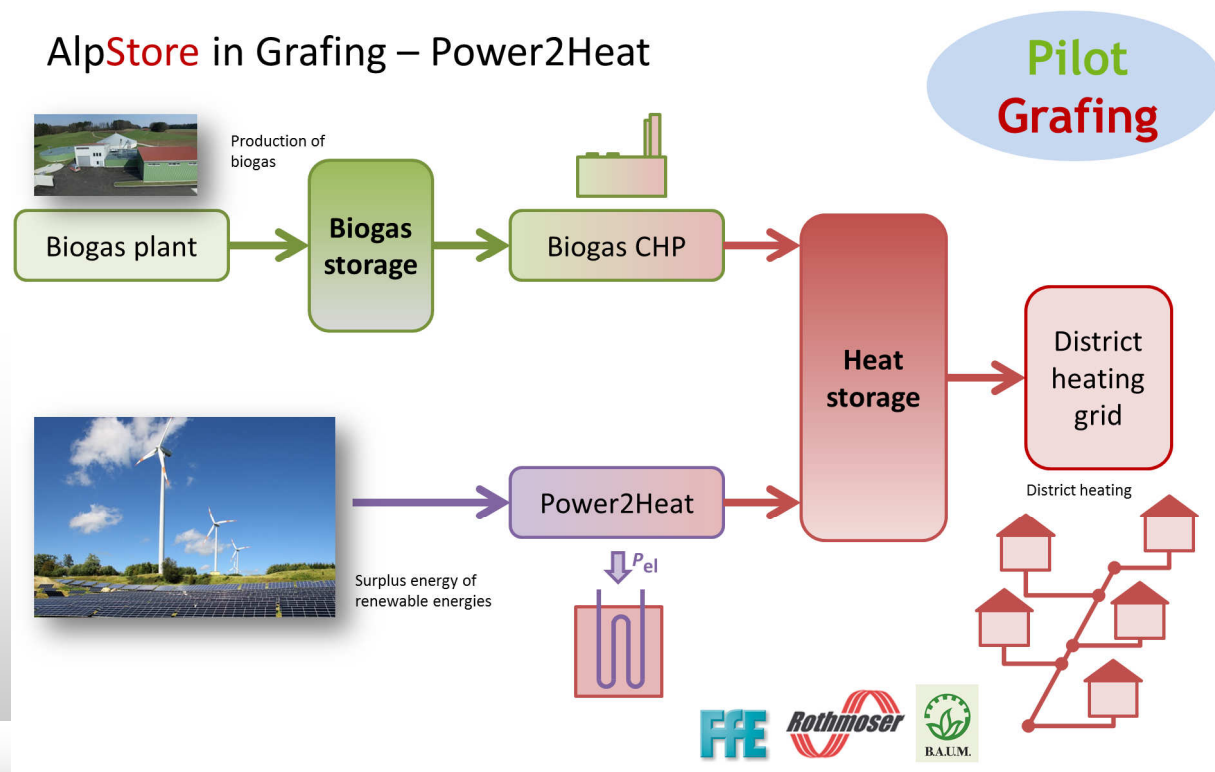 AlpStore in Grafing – Power2Heat
Pilot
Grafing
Production of
biogas
Biogas plant
Biogas
storage
Biogas CHP
Heat
storage
District
heating
grid
Power2Heat
District heating
Pel
Surplus energy of
renewable energies
FfE
Rothmoser
B.A.U.M.